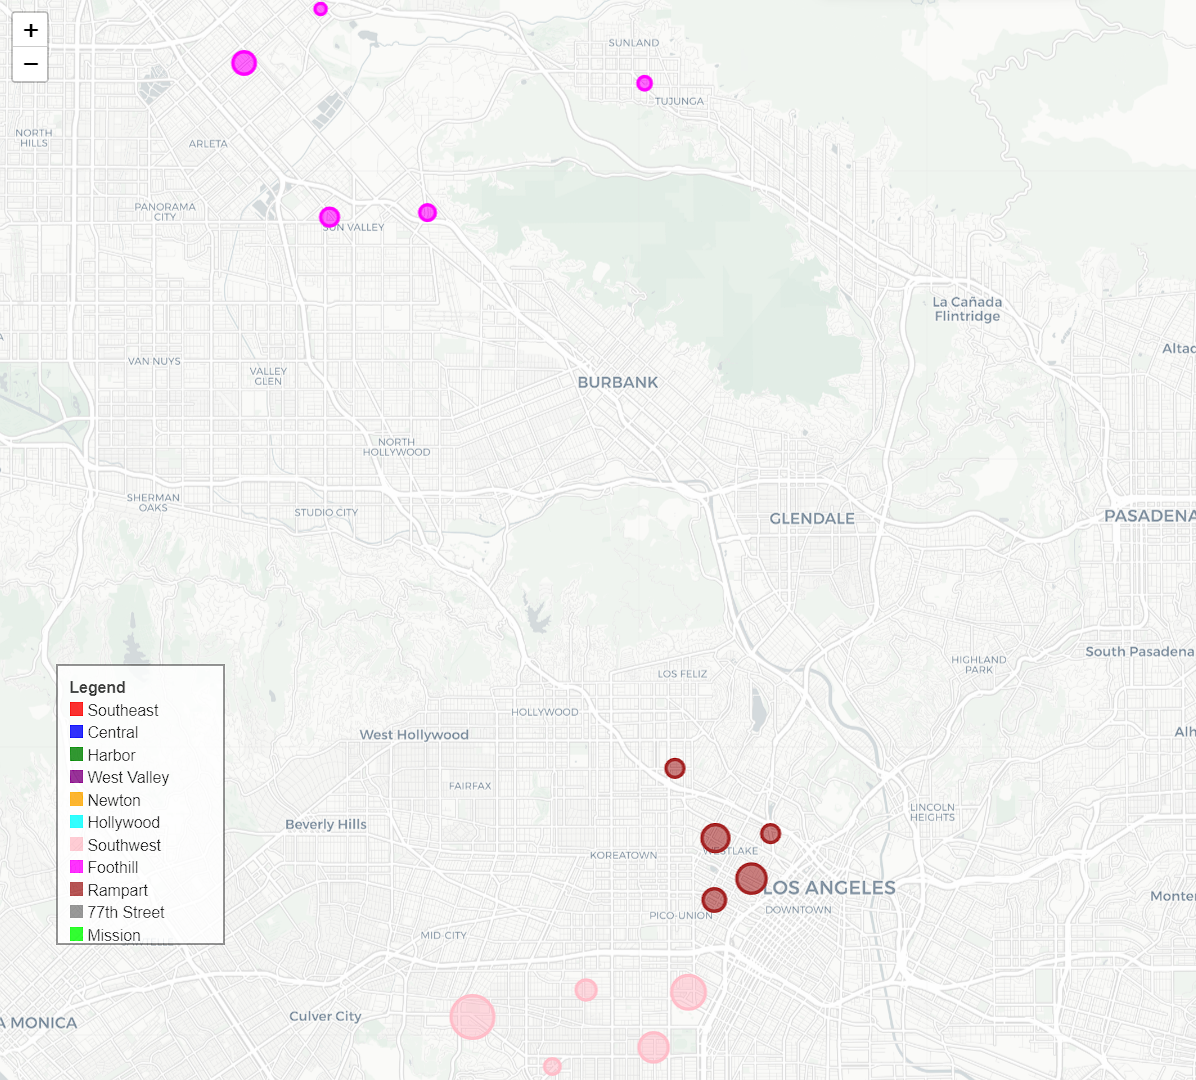 +
−
SUNLAND
TUJUNGA
NORTH
HILLS
ARLETA
PANORAMA
CITY
SUN VALLEY
La Cañada
Flintridge
VAN NUYS
VALLEY
GLEN
BURBANK
Altad
NORTH
HOLLYWOOD
SHERMAN
OAKS
STUDIO CITY
GLENDALE
PASADENA
HIGHLAND
PARK
South Pasadena
LOS FELIZ
HOLLYWOOD
West Hollywood
Alh
FAIRFAX
Beverly Hills
LINCOLN
HEIGHTS
KOREATOWN
WESTLAKE
LOS ANGELES
DOWNTOWN
PICO-UNION
Monter
MID-CITY
Culver City
A MONICA
Legend
Southeast
Central
Harbor
West Valley
Newton
Hollywood
Southwest
Foothill
Rampart
77th Street
Mission